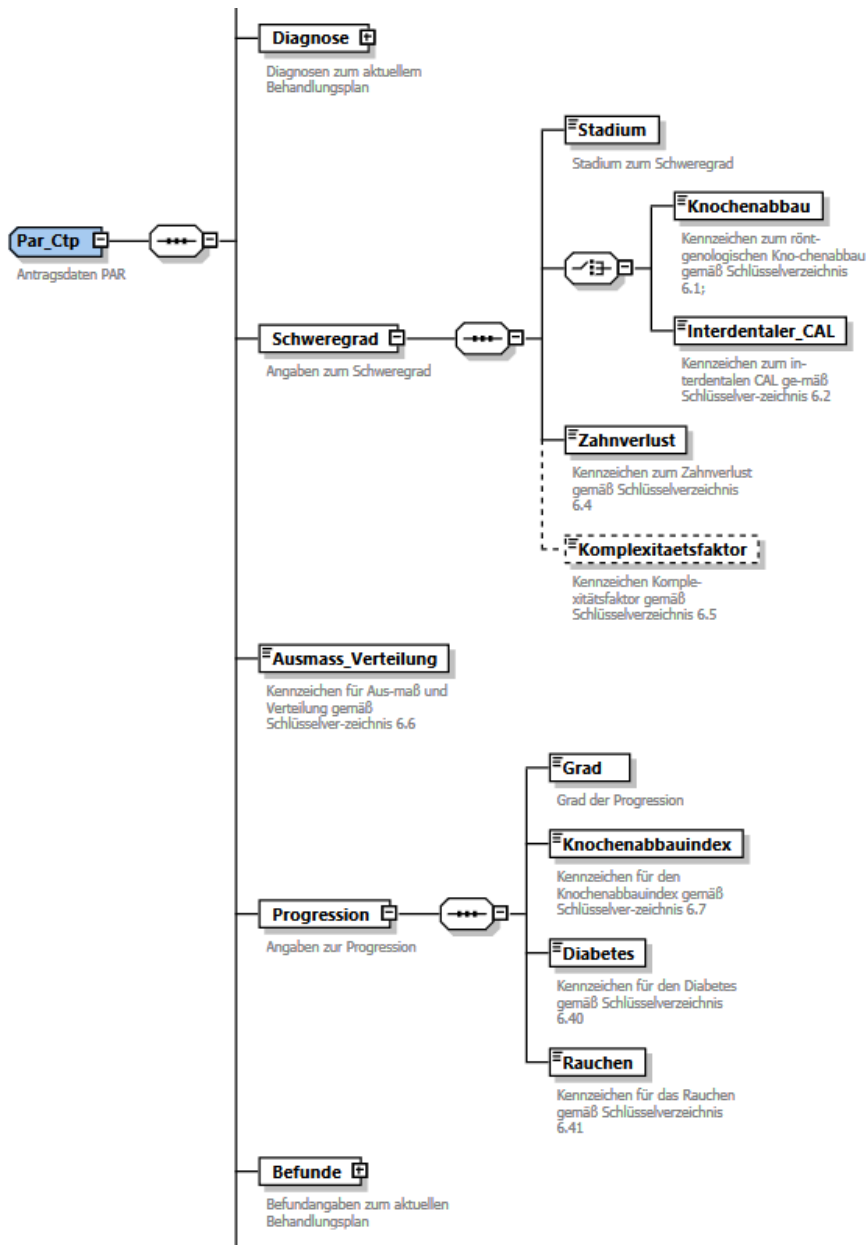 Diagnose
Diagnosen zum aktuellem
Behandlungsplan
Stadium
Stadium zum Schweregrad
Knochenabbau
Kennzeichen zum rönt-
genologischen Kno-chenabbau
gemäß Schlüsselverzeichnis
6.1;
Par_Ctp
Antragsdaten PAR
Schweregrad
Angaben zum Schweregrad
Interdentaler_CAL
Kennzeichen zum in-
terdentalen CAL ge-mäß
Schlüsselver-zeichnis 6.2
Zahnverlust
Kennzeichen zum Zahnverlust
gemäß Schlüsselverzeichnis
6.4
Komplexitaetsfaktor
Kennzeichen Komple-
xitätsfaktor gemäß
Schlüsselverzeichnis 6.5
Ausmass_Verteilung
Kennzeichen für Aus-maß und
Verteilung gemäß
Schlüsselver-zeichnis 6.6
Grad
Grad der Progression
Knochenabbauindex
Kennzeichen für den
Knochenabbauindex gemäß
Schlüsselver-zeichnis 6.7
Progression
Angaben zur Progression
Diabetes
Kennzeichen für den Diabetes
gemäß Schlüsselverzeichnis
6.40
Rauchen
Kennzeichen für das Rauchen
gemäß Schlüsselverzeichnis
6.41
Befunde
Befundangaben zum aktuellen
Behandlungsplan